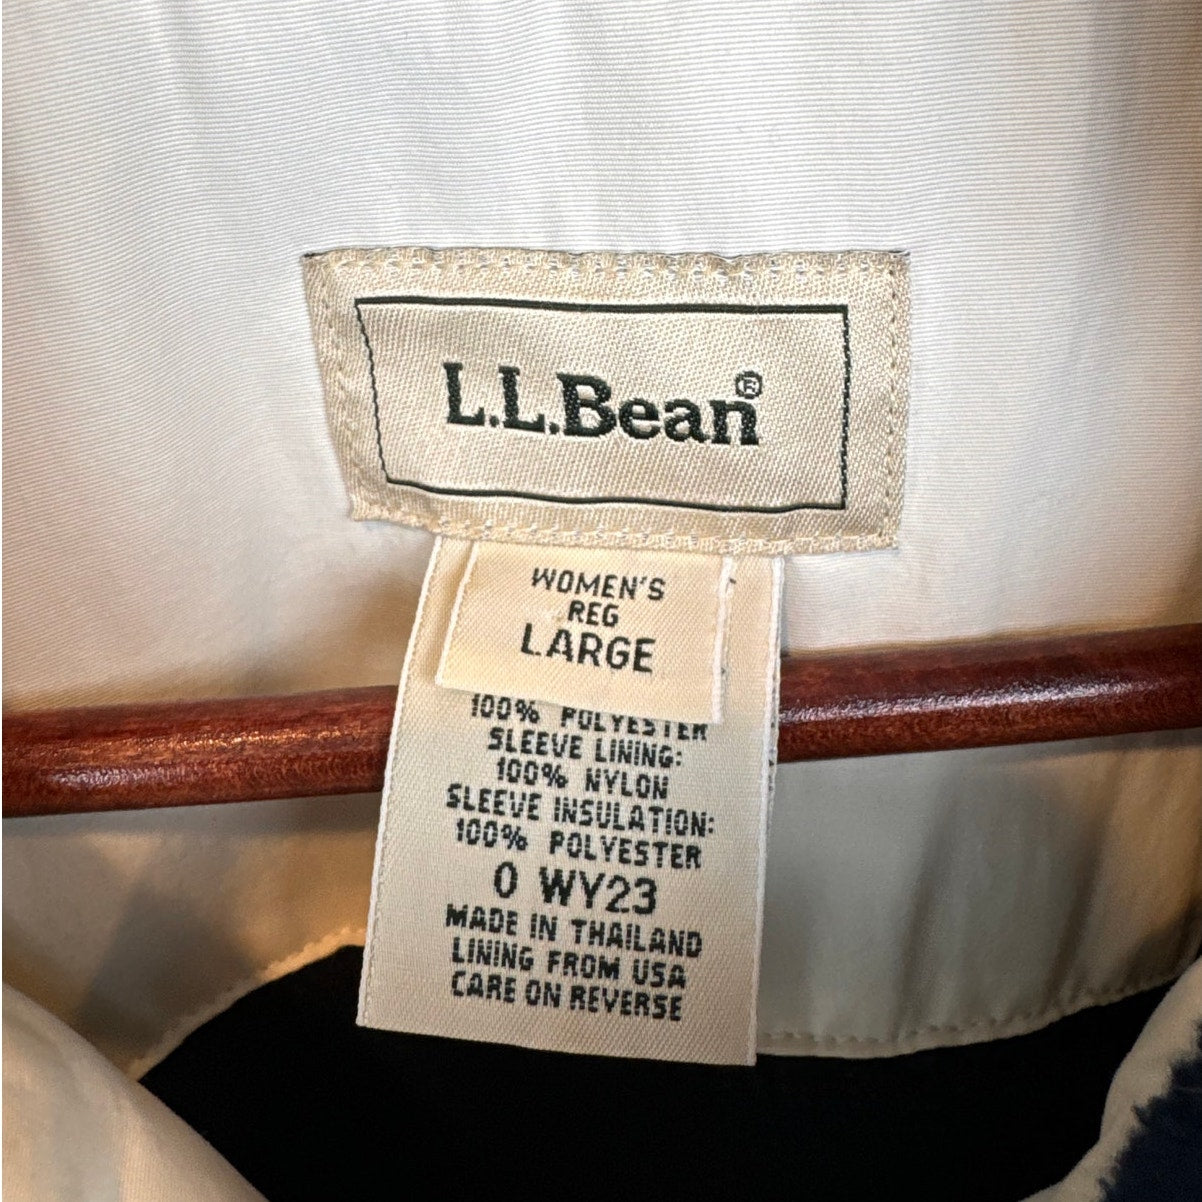 L.L.Bean®
WOMEN'S
REG
LARGE
100% POLYESTER
SLEEVE LINING:
100% NYLON
SLEEVE INSULATION:
100% POLYESTER
0 WY23
MADE IN THAILAND
LINING FROM USA
CARE ON REVERSE